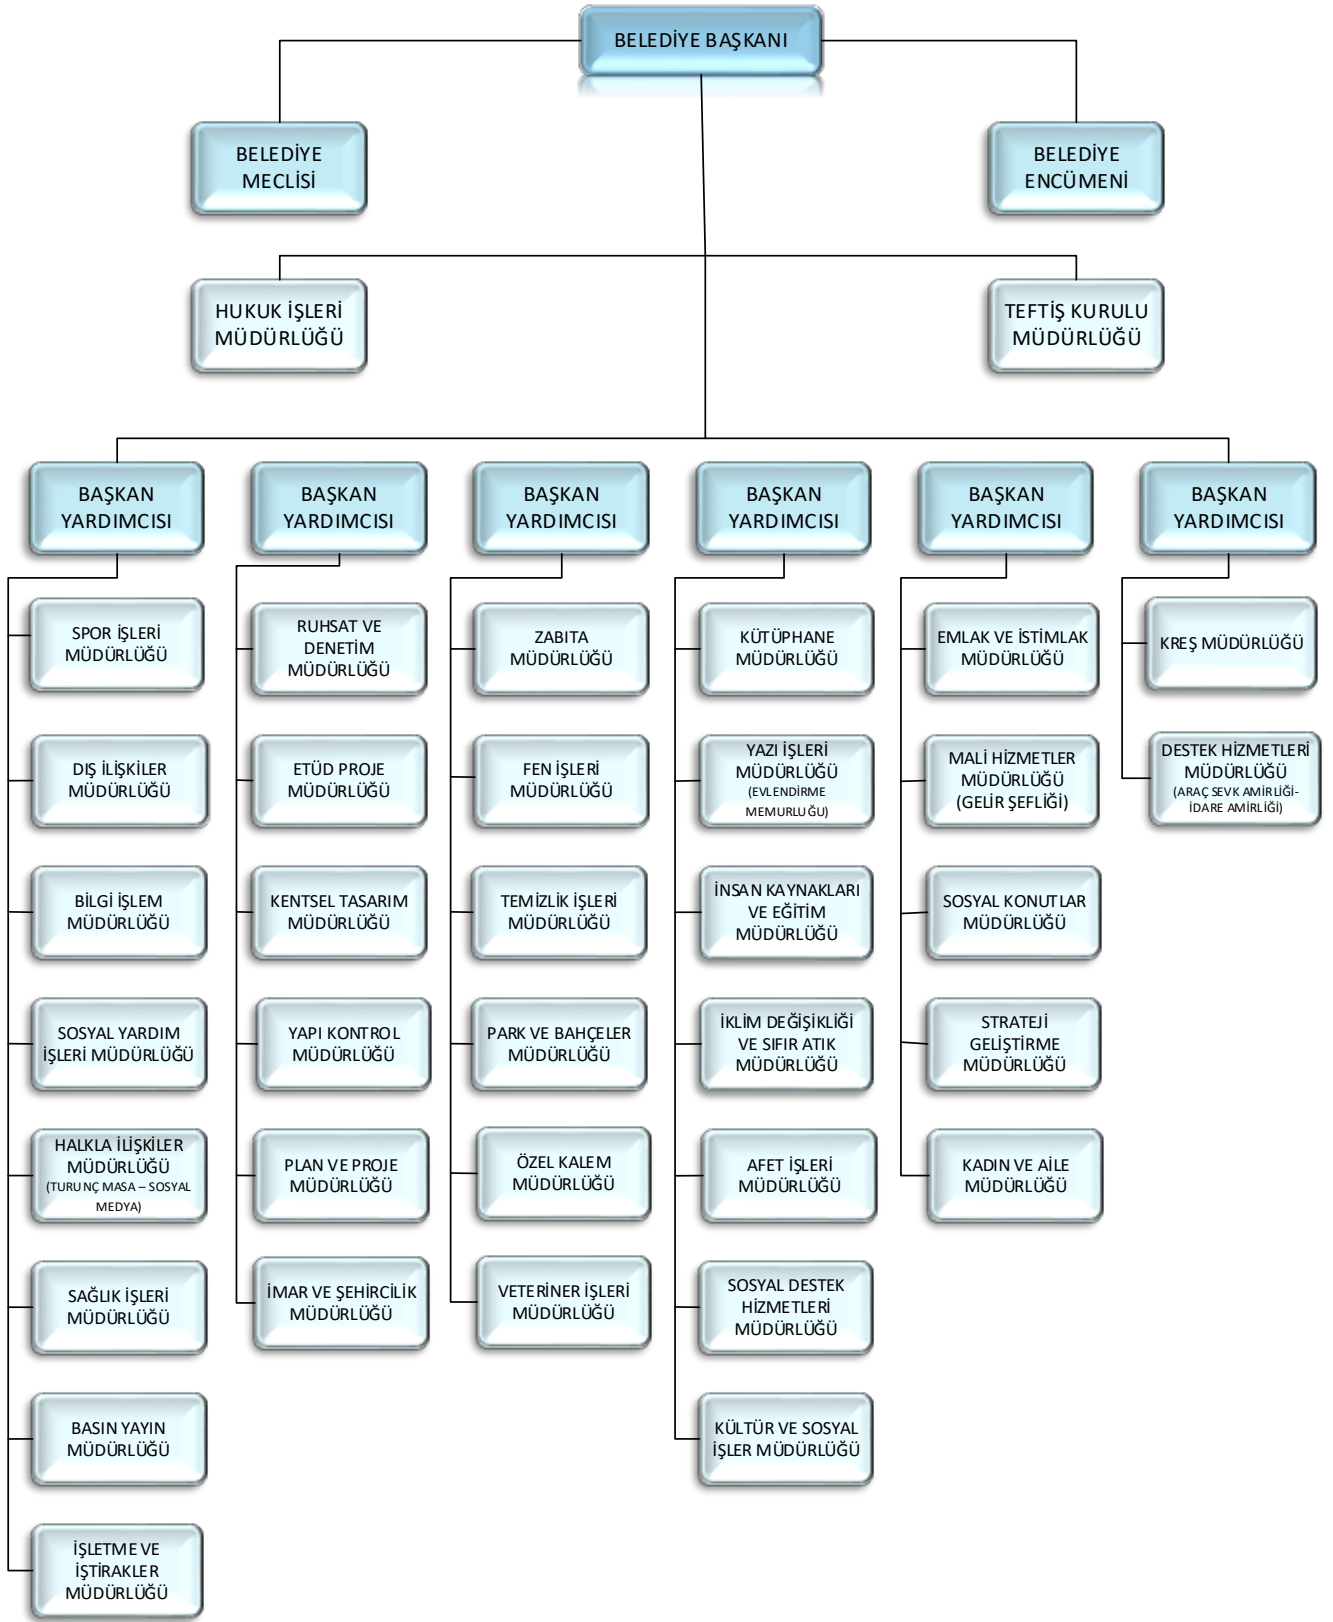 BELEDİYE BAŞKANI
BELEDİYE
MECLİSİ
BELEDİYE
ENCÜMENİ
HUKUK İŞLERİ
MÜDÜRLÜĞÜ
TEFTİŞ KURULU
MÜDÜRLÜĞÜ
BAŞKAN
YARDIMCISI
SPOR İŞLERİ
MÜDÜRLÜĞÜ
DIŞ İLİŞKİLER
MÜDÜRLÜĞÜ
BİLGİ İŞLEM
MÜDÜRLÜĞÜ
SOSYAL YARDIM
İŞLERİ MÜDÜRLÜĞÜ
HALKLA İLİŞKİLER
MÜDÜRLÜĞÜ
(TURUNÇ MASA – SOSYAL
MEDYA)
SAĞLIK İŞLERİ
MÜDÜRLÜĞÜ
BASIN YAYIN
MÜDÜRLÜĞÜ
İŞLETME VE
İŞTİRAKLER
MÜDÜRLÜĞÜ
BAŞKAN
YARDIMCISI
RUHSAT VE
DENETİM
MÜDÜRLÜĞÜ
ETÜD PROJE
MÜDÜRLÜĞÜ
KENTSEL TASARIM
MÜDÜRLÜĞÜ
YAPI KONTROL
MÜDÜRLÜĞÜ
PLAN VE PROJE
MÜDÜRLÜĞÜ
İMAR VE ŞEHİRCİLİK
MÜDÜRLÜĞÜ
BAŞKAN
YARDIMCISI
ZABITA
MÜDÜRLÜĞÜ
FEN İŞLERİ
MÜDÜRLÜĞÜ
TEMİZLİK İŞLERİ
MÜDÜRLÜĞÜ
PARK VE BAHÇELER
MÜDÜRLÜĞÜ
ÖZEL KALEM
MÜDÜRLÜĞÜ
VETERİNER İŞLERİ
MÜDÜRLÜĞÜ
BAŞKAN
YARDIMCISI
KÜTÜPHANE
MÜDÜRLÜĞÜ
YAZI İŞLERİ
MÜDÜRLÜĞÜ
(EVLENDİRME
MEMURLUĞU)
İNSAN KAYNAKLARI
VE EĞİTİM
MÜDÜRLÜĞÜ
İKLİM DEĞİŞİKLİĞİ
VE SIFIR ATIK
MÜDÜRLÜĞÜ
AFET İŞLERİ
MÜDÜRLÜĞÜ
SOSYAL DESTEK
HİZMETLERİ
MÜDÜRLÜĞÜ
KÜLTÜR VE SOSYAL
İŞLER MÜDÜRLÜĞÜ
BAŞKAN
YARDIMCISI
EMLAK VE İSTİMLAK
MÜDÜRLÜĞÜ
MALİ HİZMETLER
MÜDÜRLÜĞÜ
(GELİR ŞEFLİĞİ)
SOSYAL KONUTLAR
MÜDÜRLÜĞÜ
STRATEJİ
GELİŞTİRME
MÜDÜRLÜĞÜ
KADIN VE AİLE
MÜDÜRLÜĞÜ
BAŞKAN
YARDIMCISI
KREŞ MÜDÜRLÜĞÜ
DESTEK HİZMETLERİ
MÜDÜRLÜĞÜ
(ARAÇ SEVK AMİRLİĞİ-
İDARE AMİRLİĞİ)